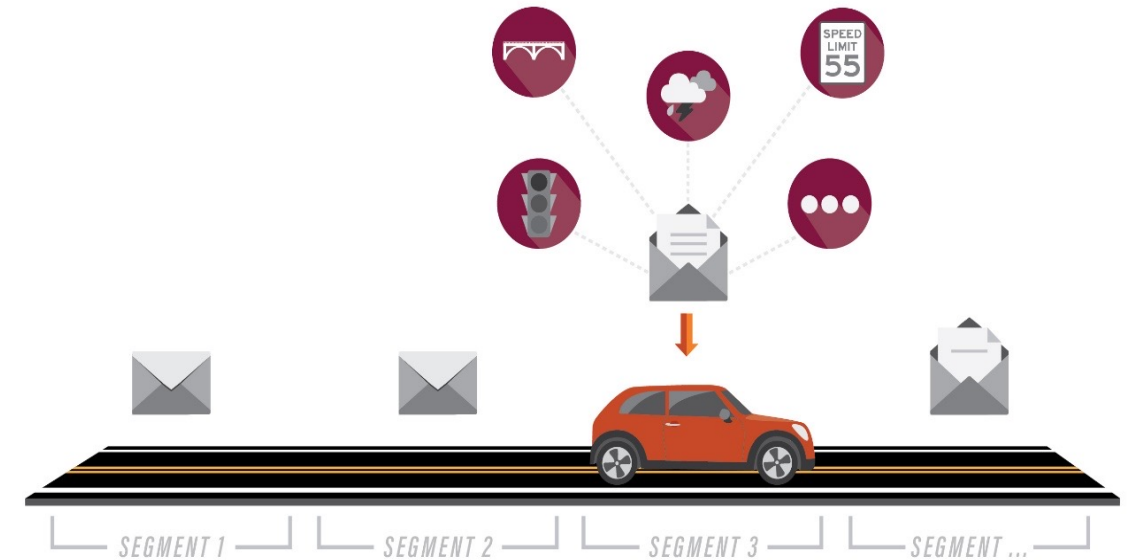 SPEED
LIMIT
55
SEGMENT 1
SEGMENT 2
SEGMENT 3
SEGMENT ...